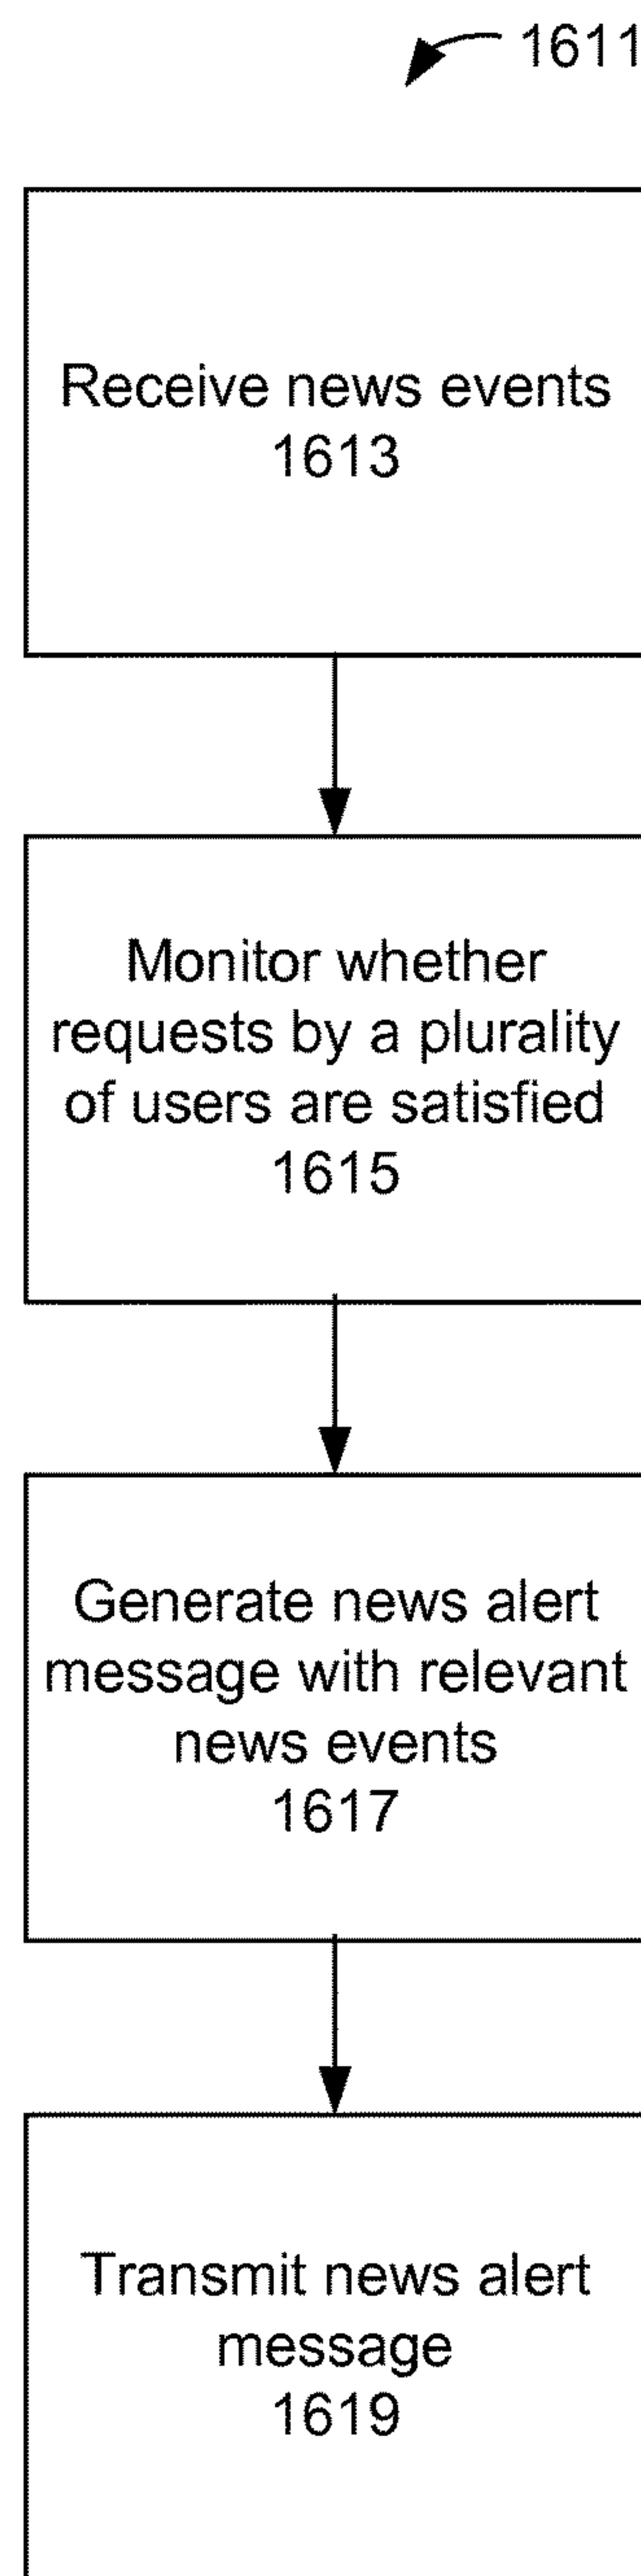 1611
Receive news events
1613
Monitor whether
requests by a plurality
of users are satisfied
1615
Generate news alert
message with relevant
news events
1617
Transmit news alert
message
1619